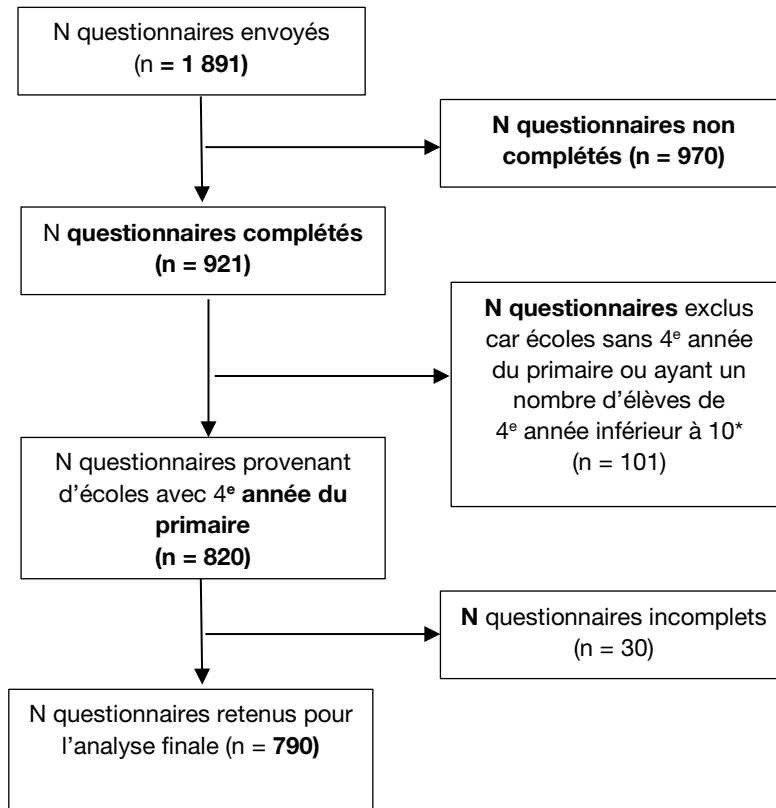 N questionnaires envoyés
(n = 1 891)
N questionnaires non
complétés (n = 970)
N questionnaires complétés
(n = 921)
N questionnaires exclus
car écoles sans 4e année
du primaire ou ayant un
nombre d’élèves de
4e année inférieur à 10*
(n = 101)
N questionnaires provenant
d’écoles avec 4e année du
primaire
(n = 820)
N questionnaires incomplets
(n = 30)
N questionnaires retenus pour
l’analyse finale (n = 790)